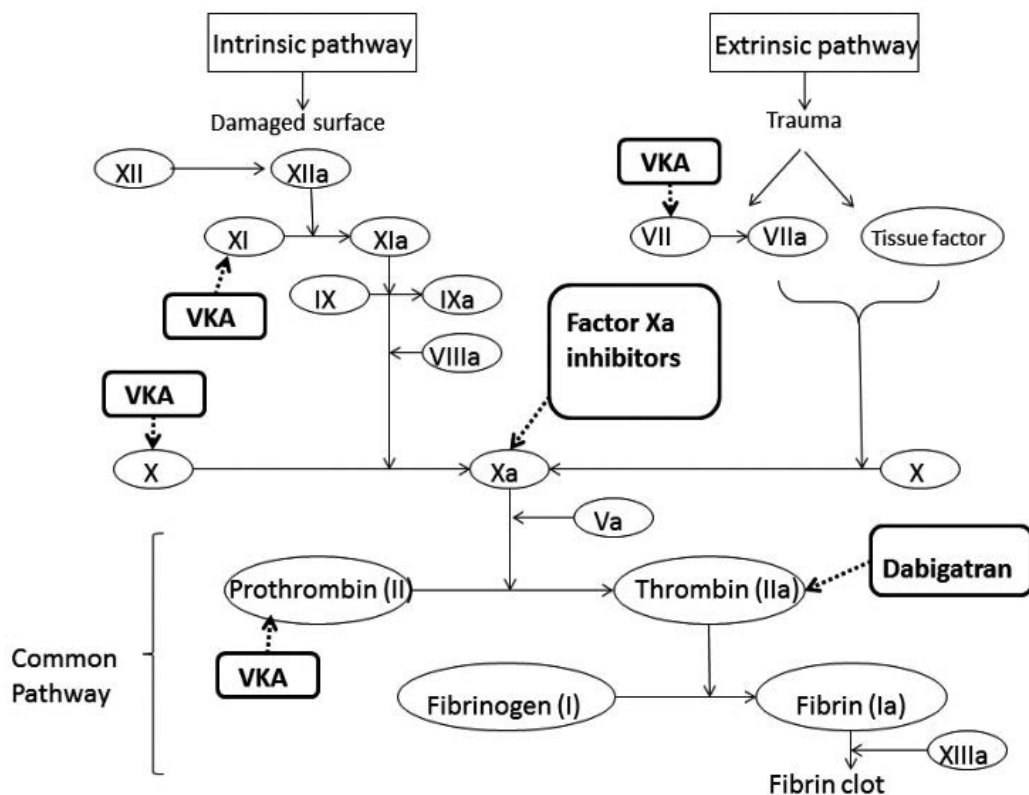 Intrinsic pathway
Extrinsic pathway
Damaged surface
Trauma
XII
XIIa
VKA
XI
XIa
VII
VIIa
Tissue factor
VKA
IX
IXa
VIIIa
Factor Xa
inhibitors
VKA
X
Xa
X
Va
Prothrombin (II)
Thrombin (IIa)
Dabigatran
VKA
Common
Pathway
Fibrinogen (I)
Fibrin (Ia)
XIIIa
Fibrin clot